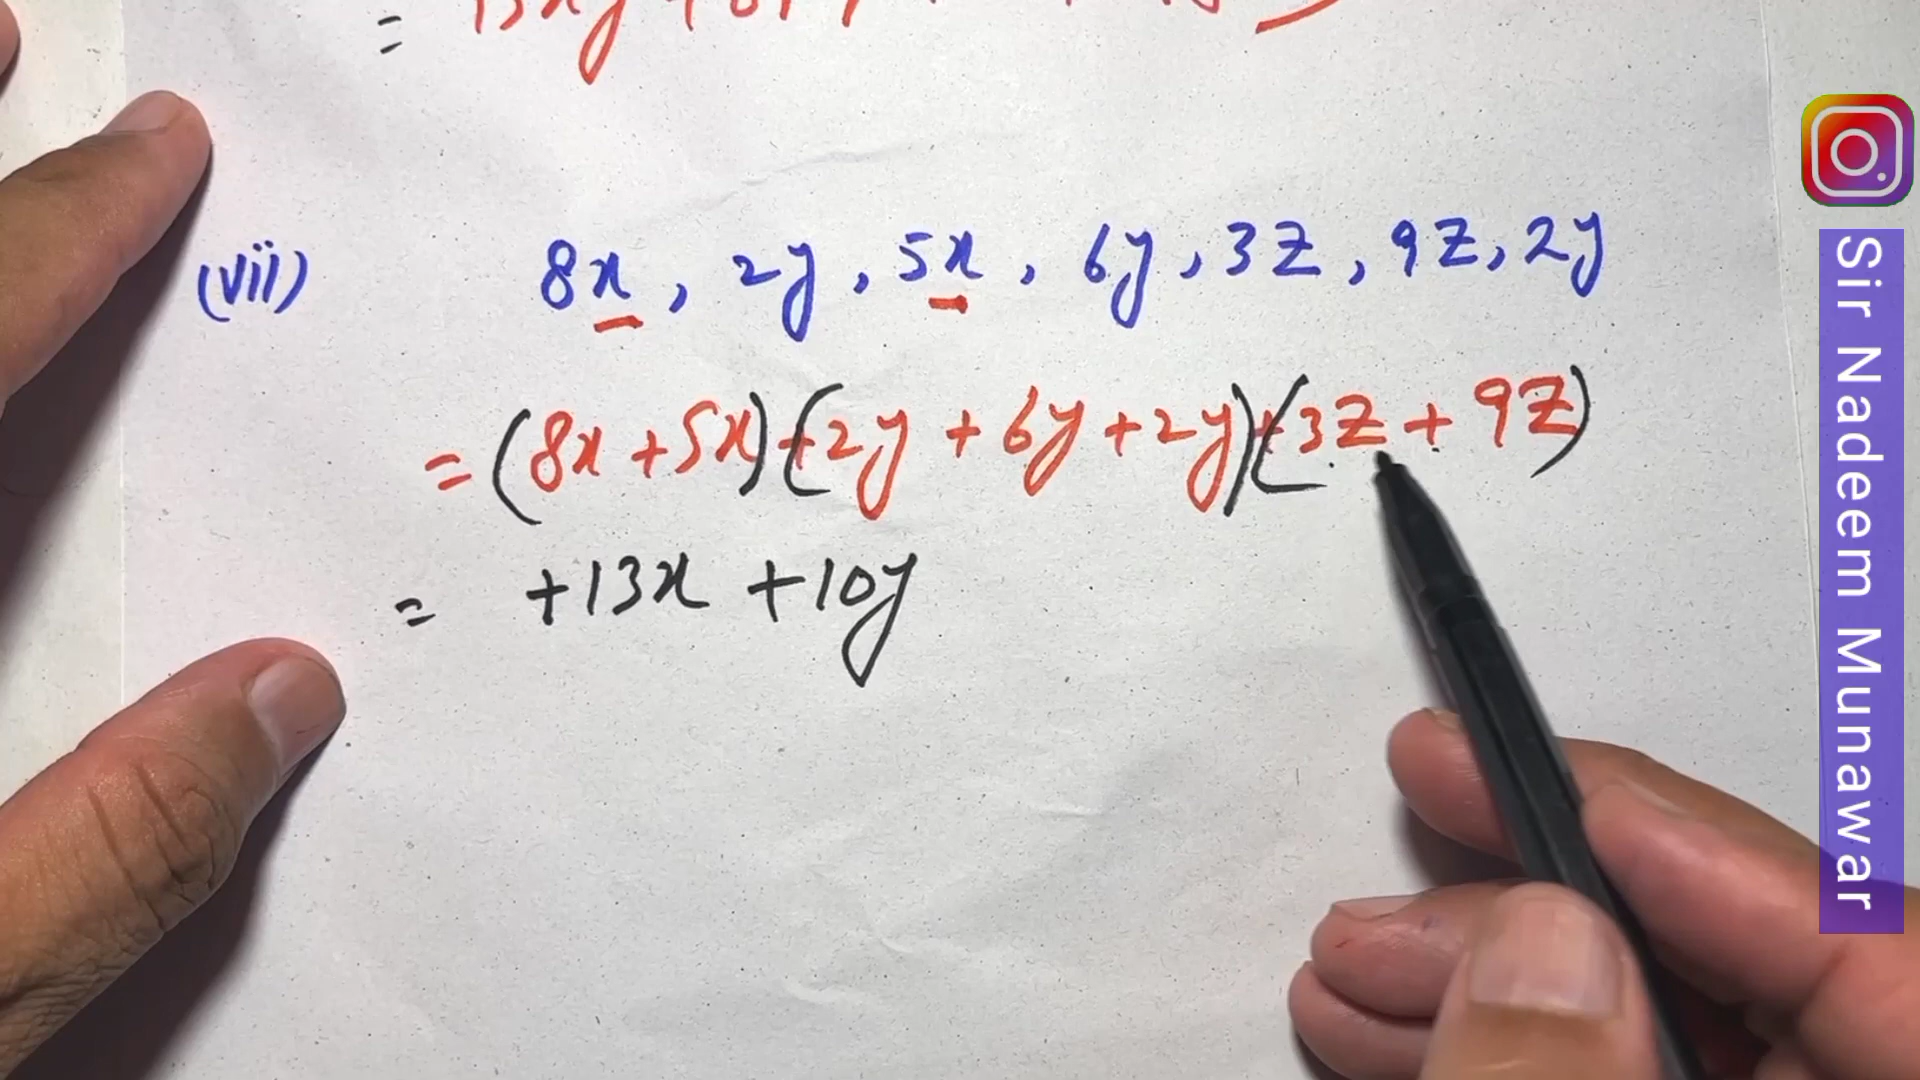 (vii) 8x, 2y, 5x, 6y, 3z, 9z, 2y
= (8x + 5x) + (2y + 6y + 2y) + (3z + 9z)
= +13x +10y
Sir Nadeem Munawar